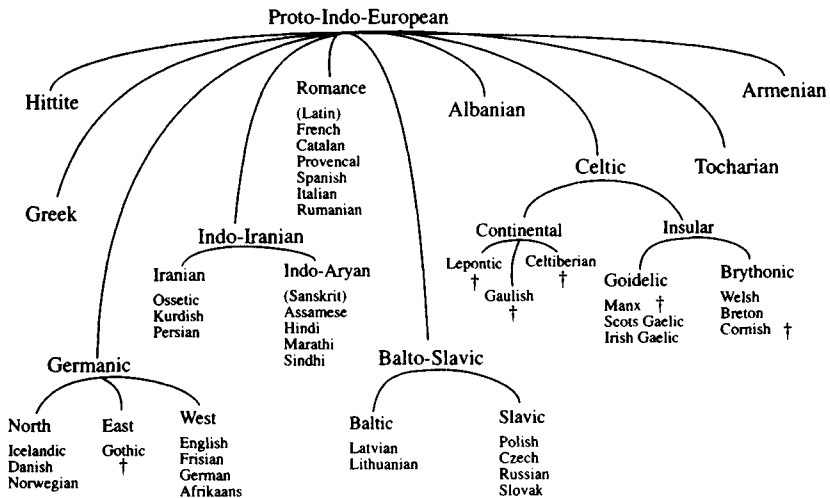 Proto-Indo-European
Hittite
Greek
Germanic
North
Icelandic
Danish
Norwegian
East
Gothic
†
West
English
Frisian
German
Afrikaans
Indo-Iranian
Iranian
Ossetic
Kurdish
Persian
Indo-Aryan
(Sanskrit)
Assamese
Hindi
Marathi
Sindhi
Romance
(Latin)
French
Catalan
Provencal
Spanish
Italian
Rumanian
Balto-Slavic
Baltic
Latvian
Lithuanian
Slavic
Polish
Czech
Russian
Slovak
Albanian
Celtic
Continental
Lepontic
†
Gaulish
†
Celtiberian
†
Insular
Goidelic
Manx †
Scots Gaelic
Irish Gaelic
Brythonic
Welsh
Breton
Cornish †
Tocharian
Armenian